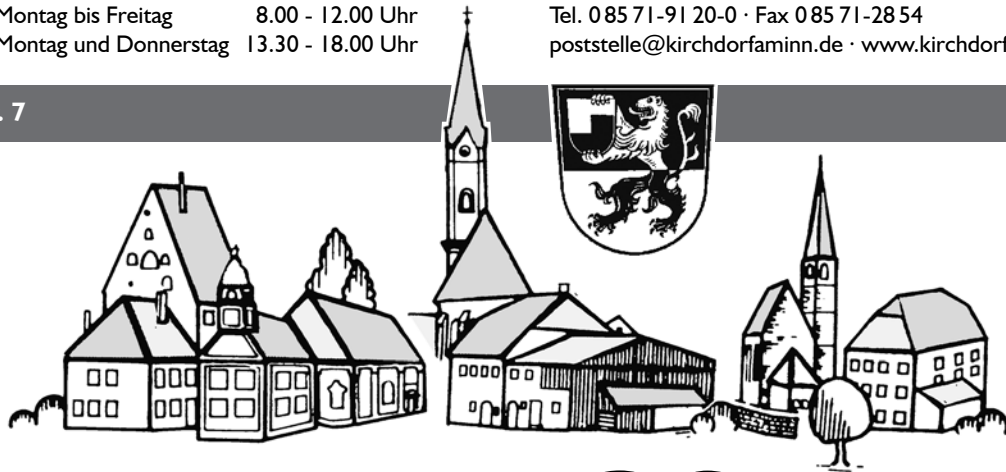 Montag bis Freitag 8.00 - 12.00 Uhr
Montag und Donnerstag 13.30 - 18.00 Uhr
Tel. 0 85 71-91 20-0 · Fax 0 85 71-28 54
poststelle@kirchdorfaminn.de · www.kirchdorf
. 7